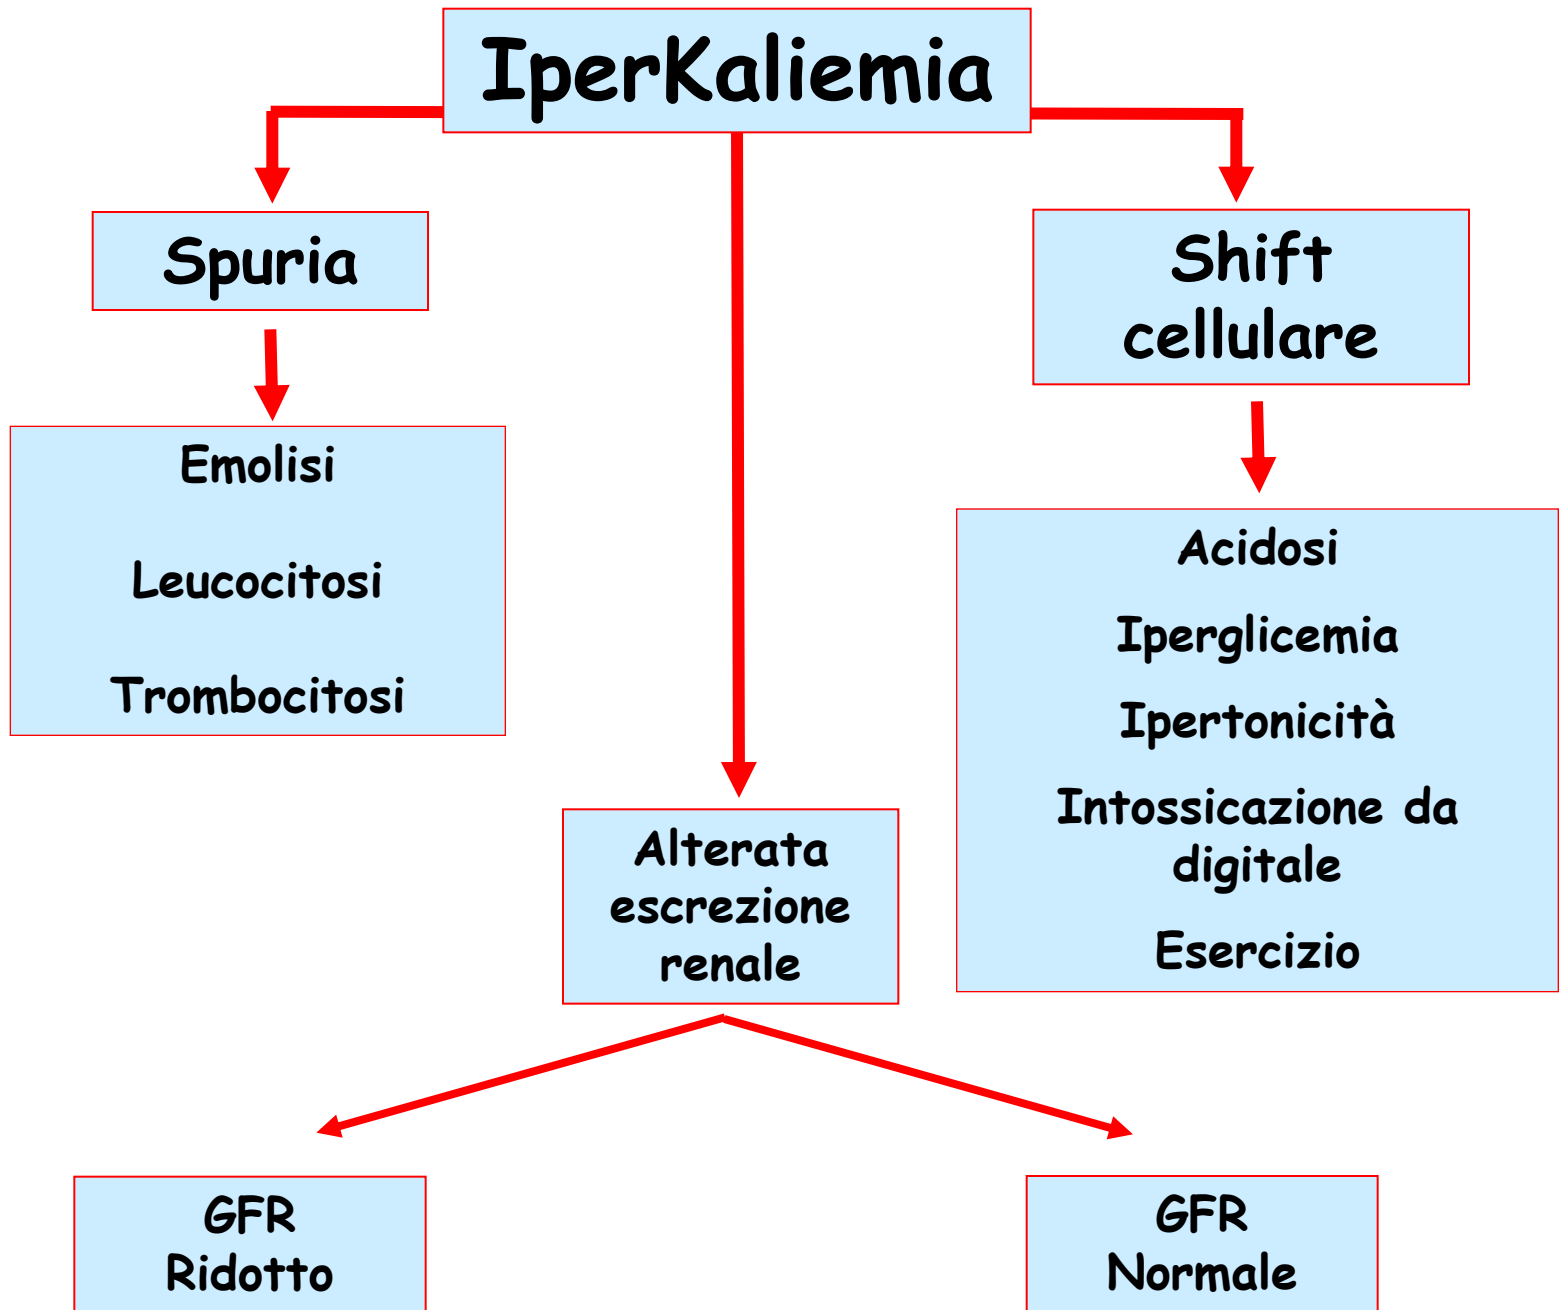 IperKaliemia
Spuria
Shift
cellulare
Emolisi
Leucocitosi
Trombocitosi
Acidosi
Iperglicemia
Ipertonicità
Intossicazione da
digitale
Esercizio
Alterata
escrezione
renale
GFR
Ridotto
GFR
Normale